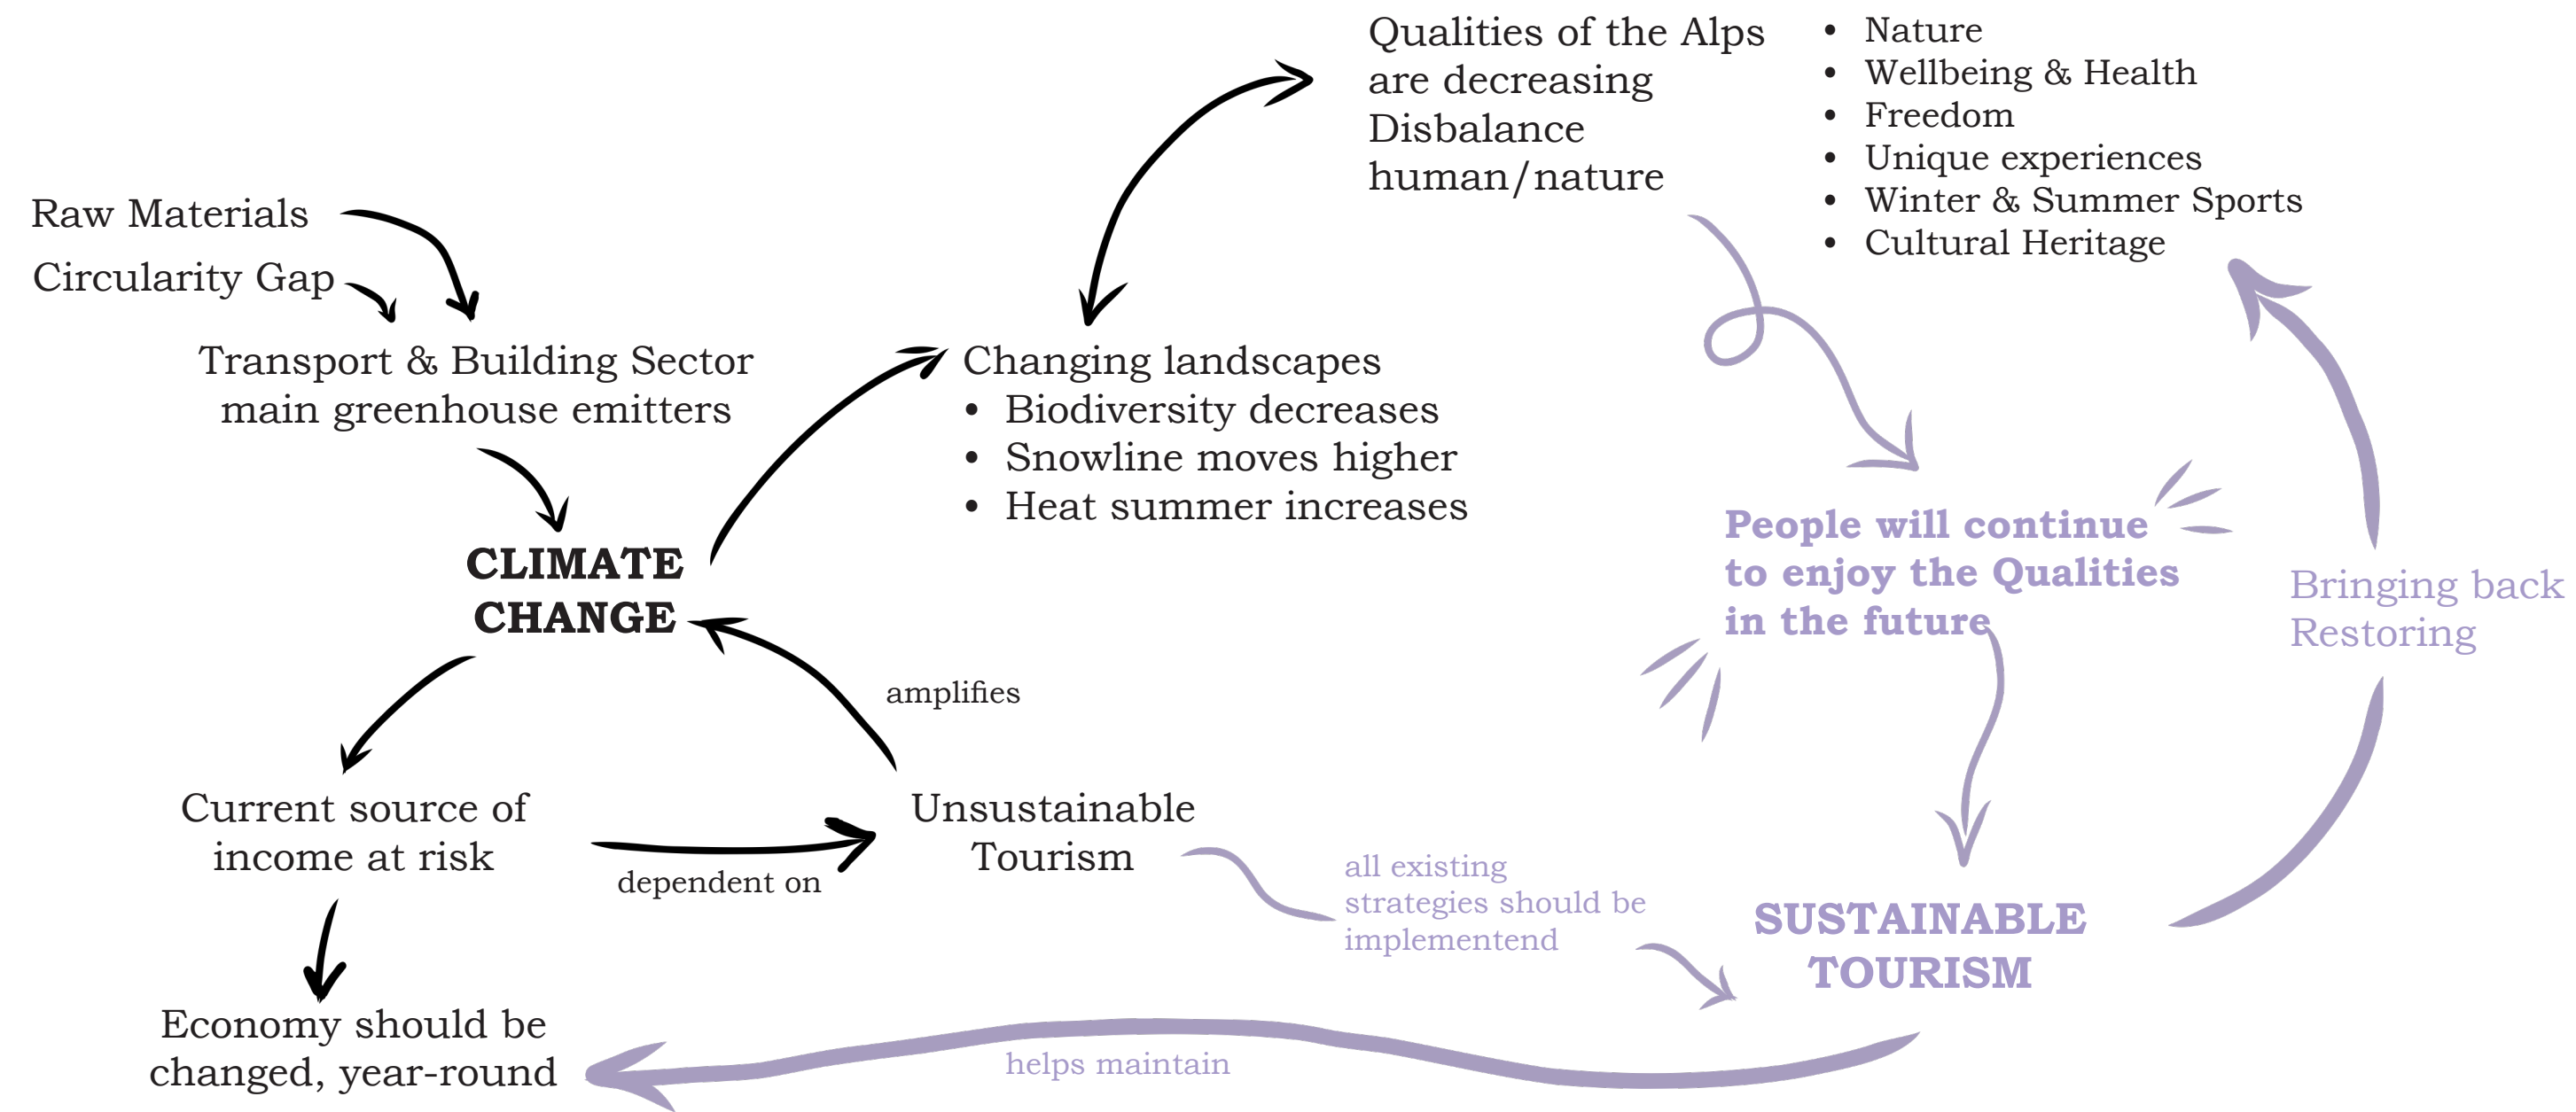 Qualities of the Alps
are decreasing
Disbalance
human/nature
• Nature
• Wellbeing & Health
• Freedom
• Unique experiences
• Winter & Summer Sports
• Cultural Heritage
Raw Materials
Circularity Gap
Transport & Building Sector
main greenhouse emitters
Changing landscapes
• Biodiversity decreases
• Snowline moves higher
• Heat summer increases
CLIMATE
CHANGE
People will continue
to enjoy the Qualities
in the future
Bringing back
Restoring
amplifies
Current source of
income at risk
dependent on
Unsustainable
Tourism
all existing
strategies should be
implementend
SUSTAINABLE
TOURISM
Economy should be
changed, year-round
helps maintain